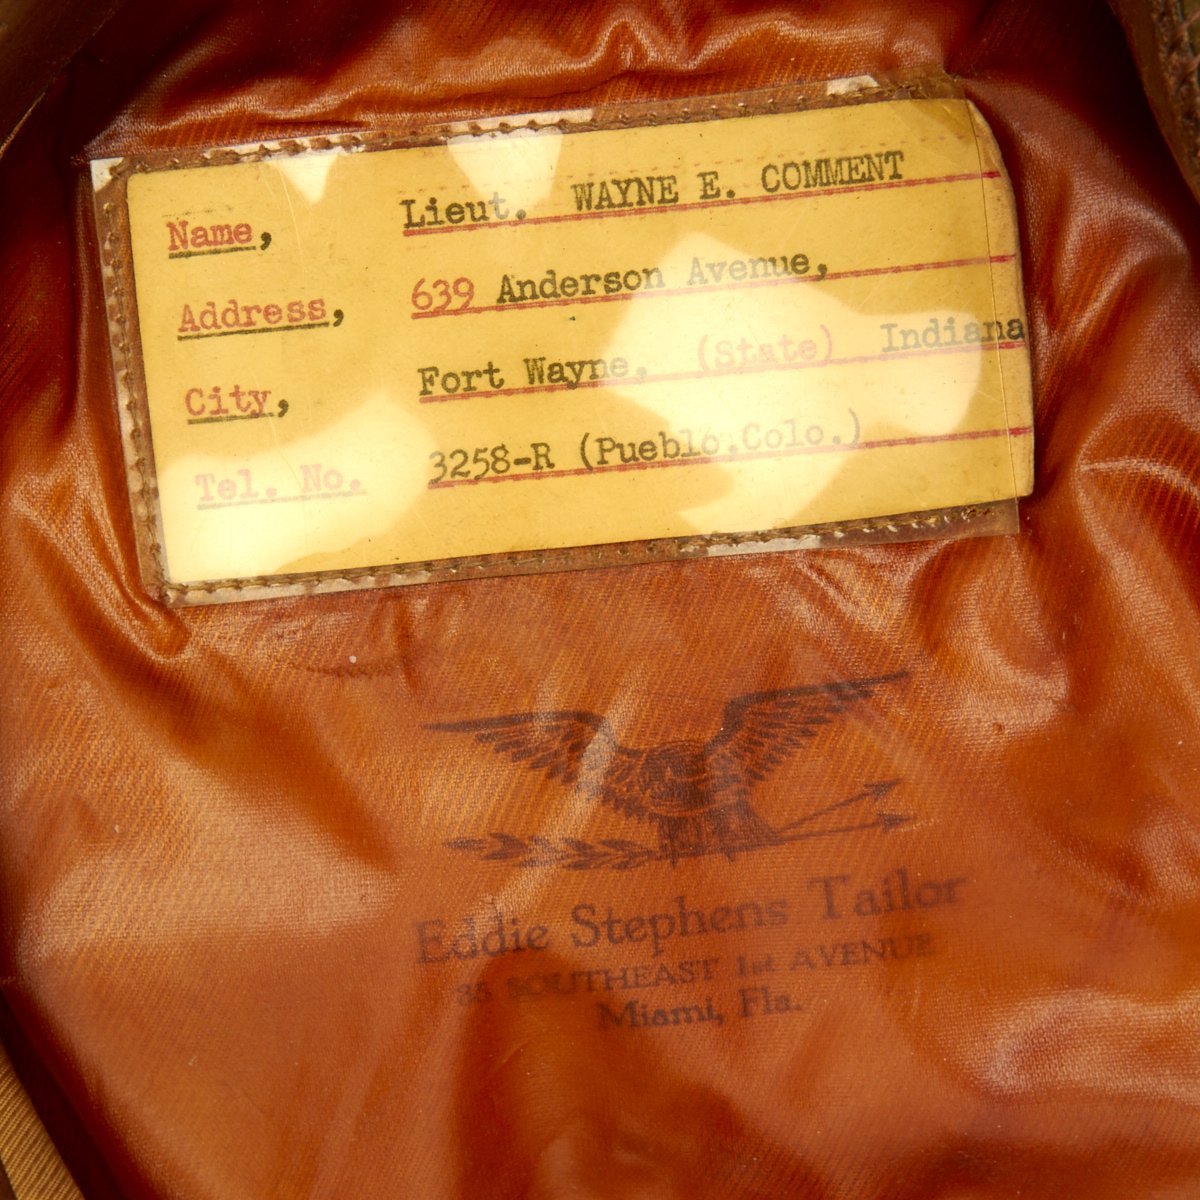 Name, Lieut. WAYNE E. COMMENT
Address, 639 Anderson Avenue,
City, Fort Wayne, (State) Indiana
Tel. No. 3258-R (Pueblo,Colo.)
Eddie Stephens Tailor
SOUTHEAST 1st AVENUE
Miami, Fla.